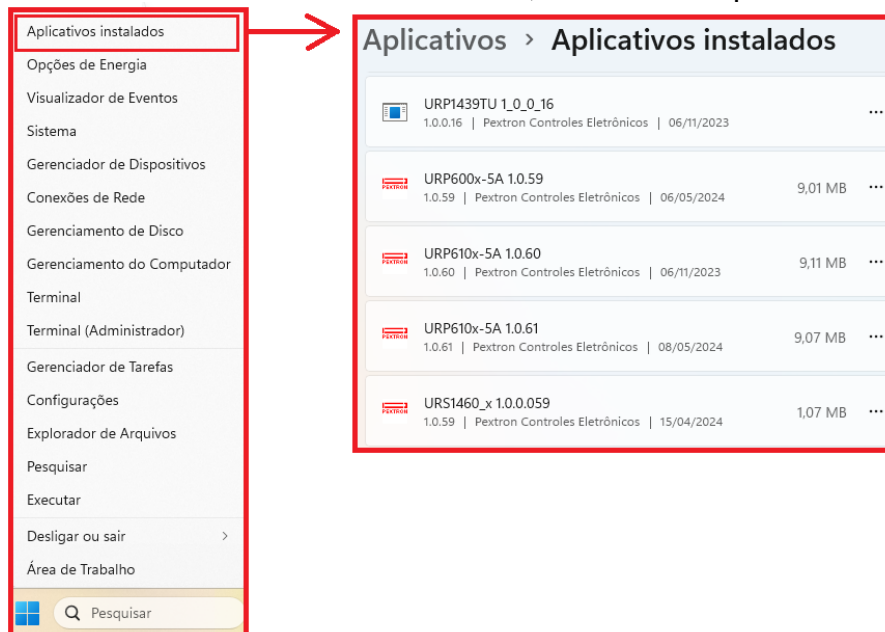 Aplicativos instalados
Opções de Energia
Visualizador de Eventos
Sistema
Gerenciador de Dispositivos
Conexões de Rede
Gerenciamento de Disco
Gerenciamento do Computador
Terminal
Terminal (Administrador)
Gerenciador de Tarefas
Configurações
Explorador de Arquivos
Pesquisar
Executar
Desligar ou sair >
Área de Trabalho
Pesquisar
Aplicativos > Aplicativos instalados
URP1439TU 1_0_0_16
1.0.0.16 | Pextron Controles Eletrônicos | 06/11/2023
PEXTRON
URP600x-5A 1.0.59
1.0.59 | Pextron Controles Eletrônicos | 06/05/2024
9,01 MB
PEXTRON
URP610x-5A 1.0.60
1.0.60 | Pextron Controles Eletrônicos | 06/11/2023
9,11 MB
PEXTRON
URP610x-5A 1.0.61
1.0.61 | Pextron Controles Eletrônicos | 08/05/2024
9,07 MB
PEXTRON
URS1460_x 1.0.0.059
1.0.59 | Pextron Controles Eletrônicos | 15/04/2024
1,07 MB